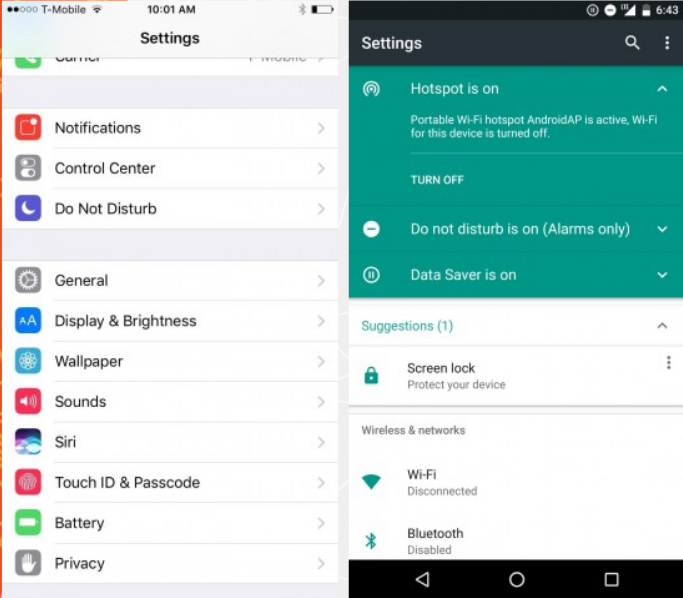 T-Mobile 10:01 AM
Settings
Carrier T-Mobile
Notifications
Control Center
Do Not Disturb
General
Display & Brightness
AA
Wallpaper
Sounds
Siri
Touch ID & Passcode
Battery
Privacy
6:43
Settings
Hotspot is on
Portable Wi-Fi hotspot AndroidAP is active, Wi-Fi
for this device is turned off.
TURN OFF
Do not disturb is on (Alarms only)
Data Saver is on
Suggestions (1)
Screen lock
Protect your device
Wireless & networks
Wi-Fi
Disconnected
Bluetooth
Disabled